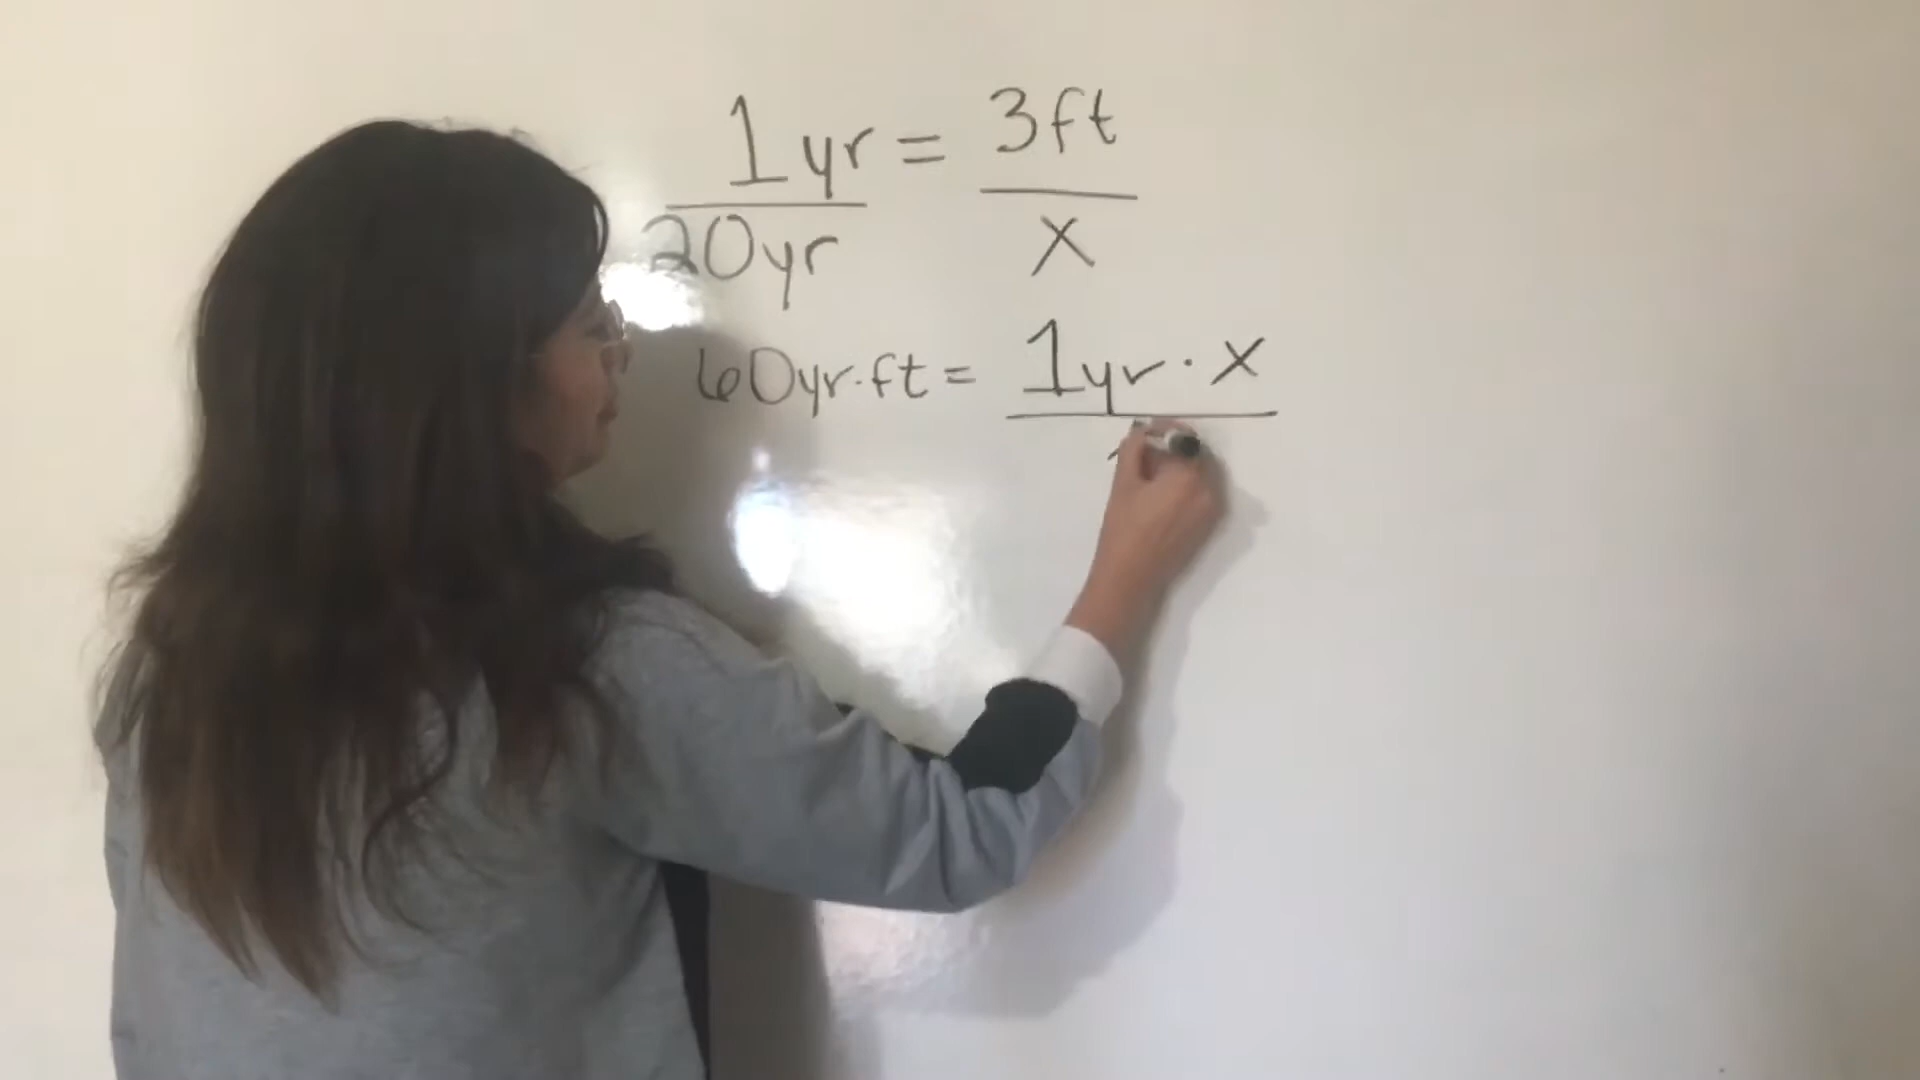 1yr = 3ft
20yr x
60yr·ft = 1yr · x